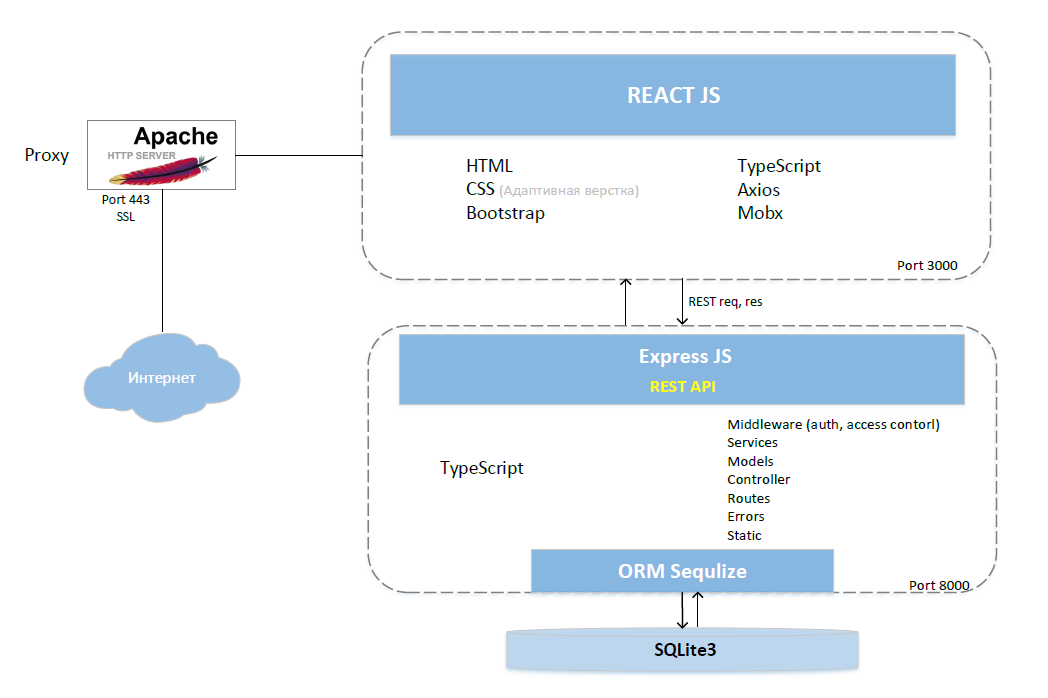 REACT JS
Proxy
Apache
HTTP SERVER
Port 443
SSL
Интернет
HTML
CSS (Адаптивная верстка)
Bootstrap
TypeScript
Axios
Mobx
Port 3000
REST req, res
Express JS
REST API
TypeScript
Middleware (auth, access contorl)
Services
Models
Controller
Routes
Errors
Static
ORM Sequlize
Port 8000
SQLite3